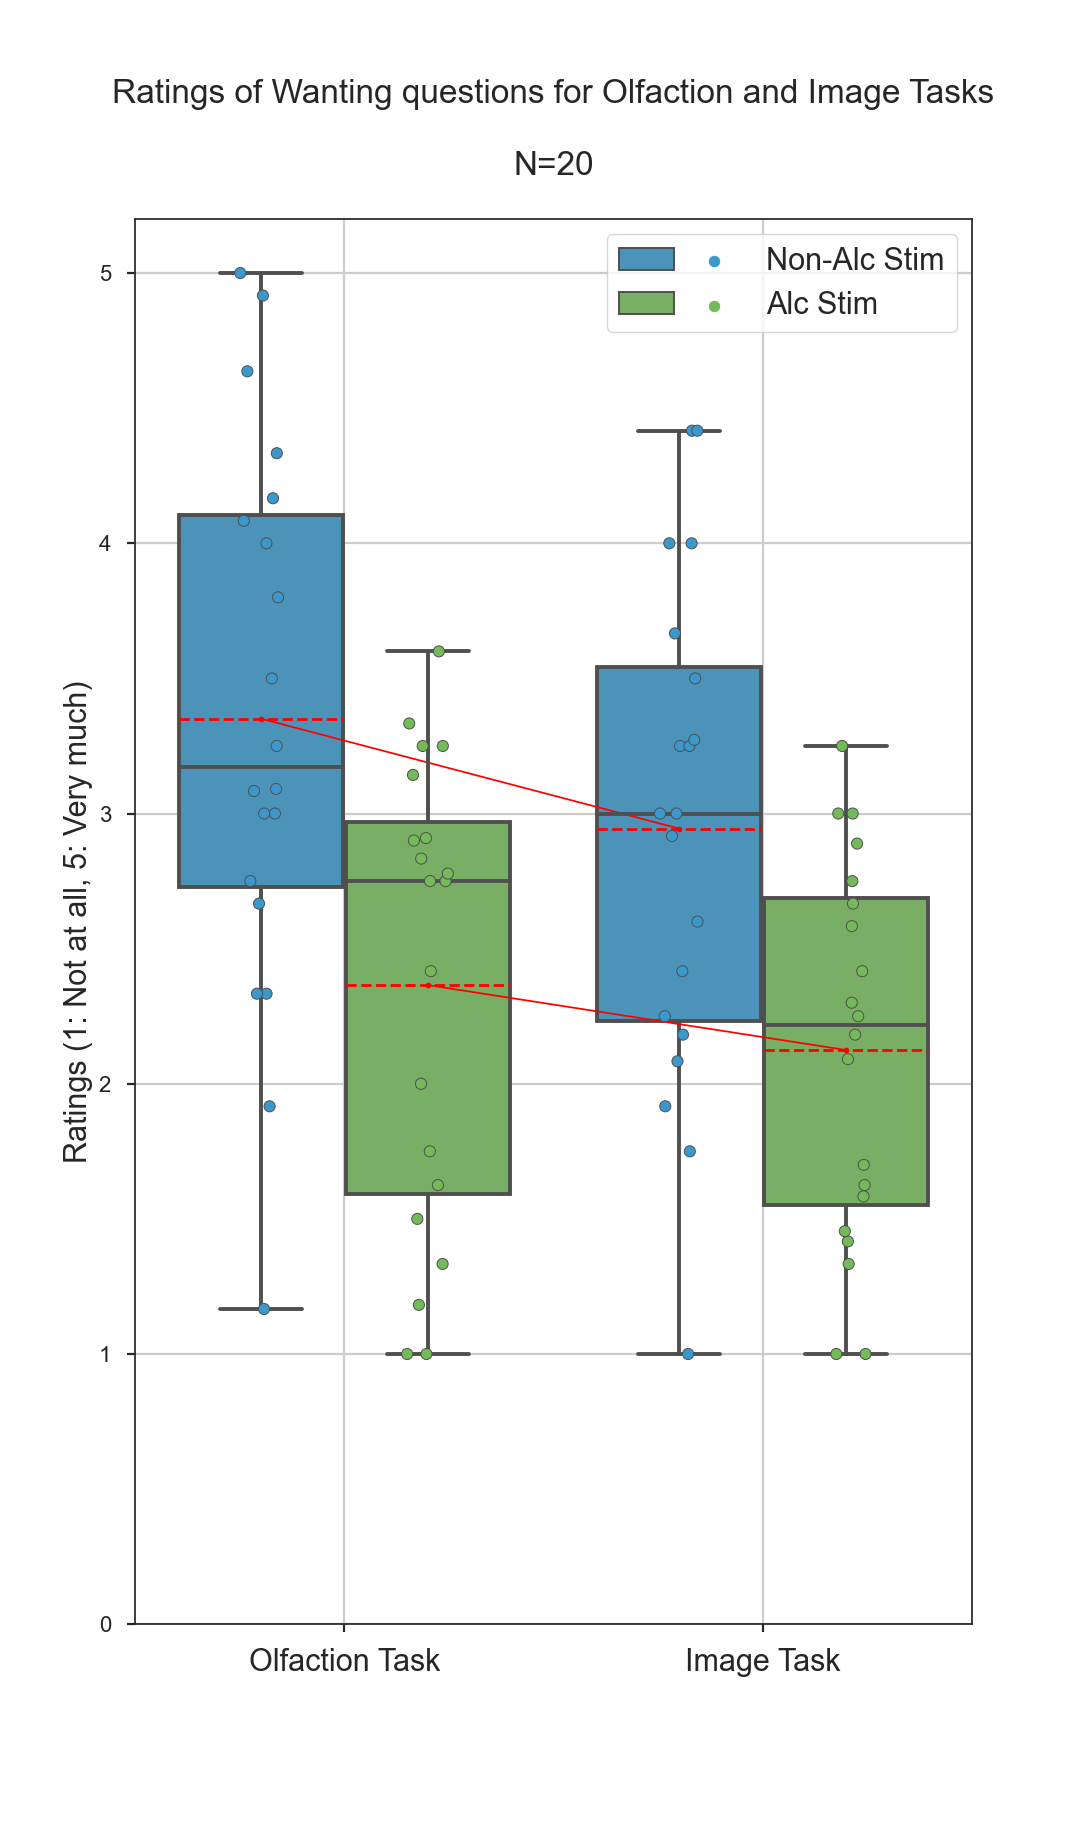 Ratings of Wanting questions for Olfaction and Image Tasks
N=20
Non-Alc Stim
Alc Stim
Ratings (1: Not at all, 5: Very much)
5
4
3
2
1
0
Olfaction Task
Image Task